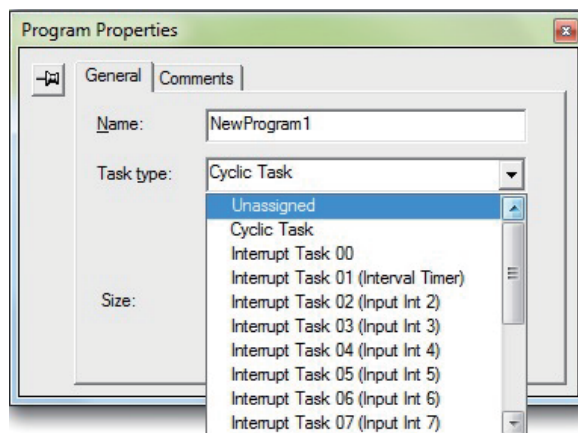 Program Properties
General
Comments
Name:
NewProgram1
Task type:
Cyclic Task
Unassigned
Cyclic Task
Interrupt Task 00
Interrupt Task 01 (Interval Timer)
Size:
Interrupt Task 02 (Input Int 2)
Interrupt Task 03 (Input Int 3)
Interrupt Task 04 (Input Int 4)
Interrupt Task 05 (Input Int 5)
Interrupt Task 06 (Input Int 6)
Interrupt Task 07 (Input Int 7)